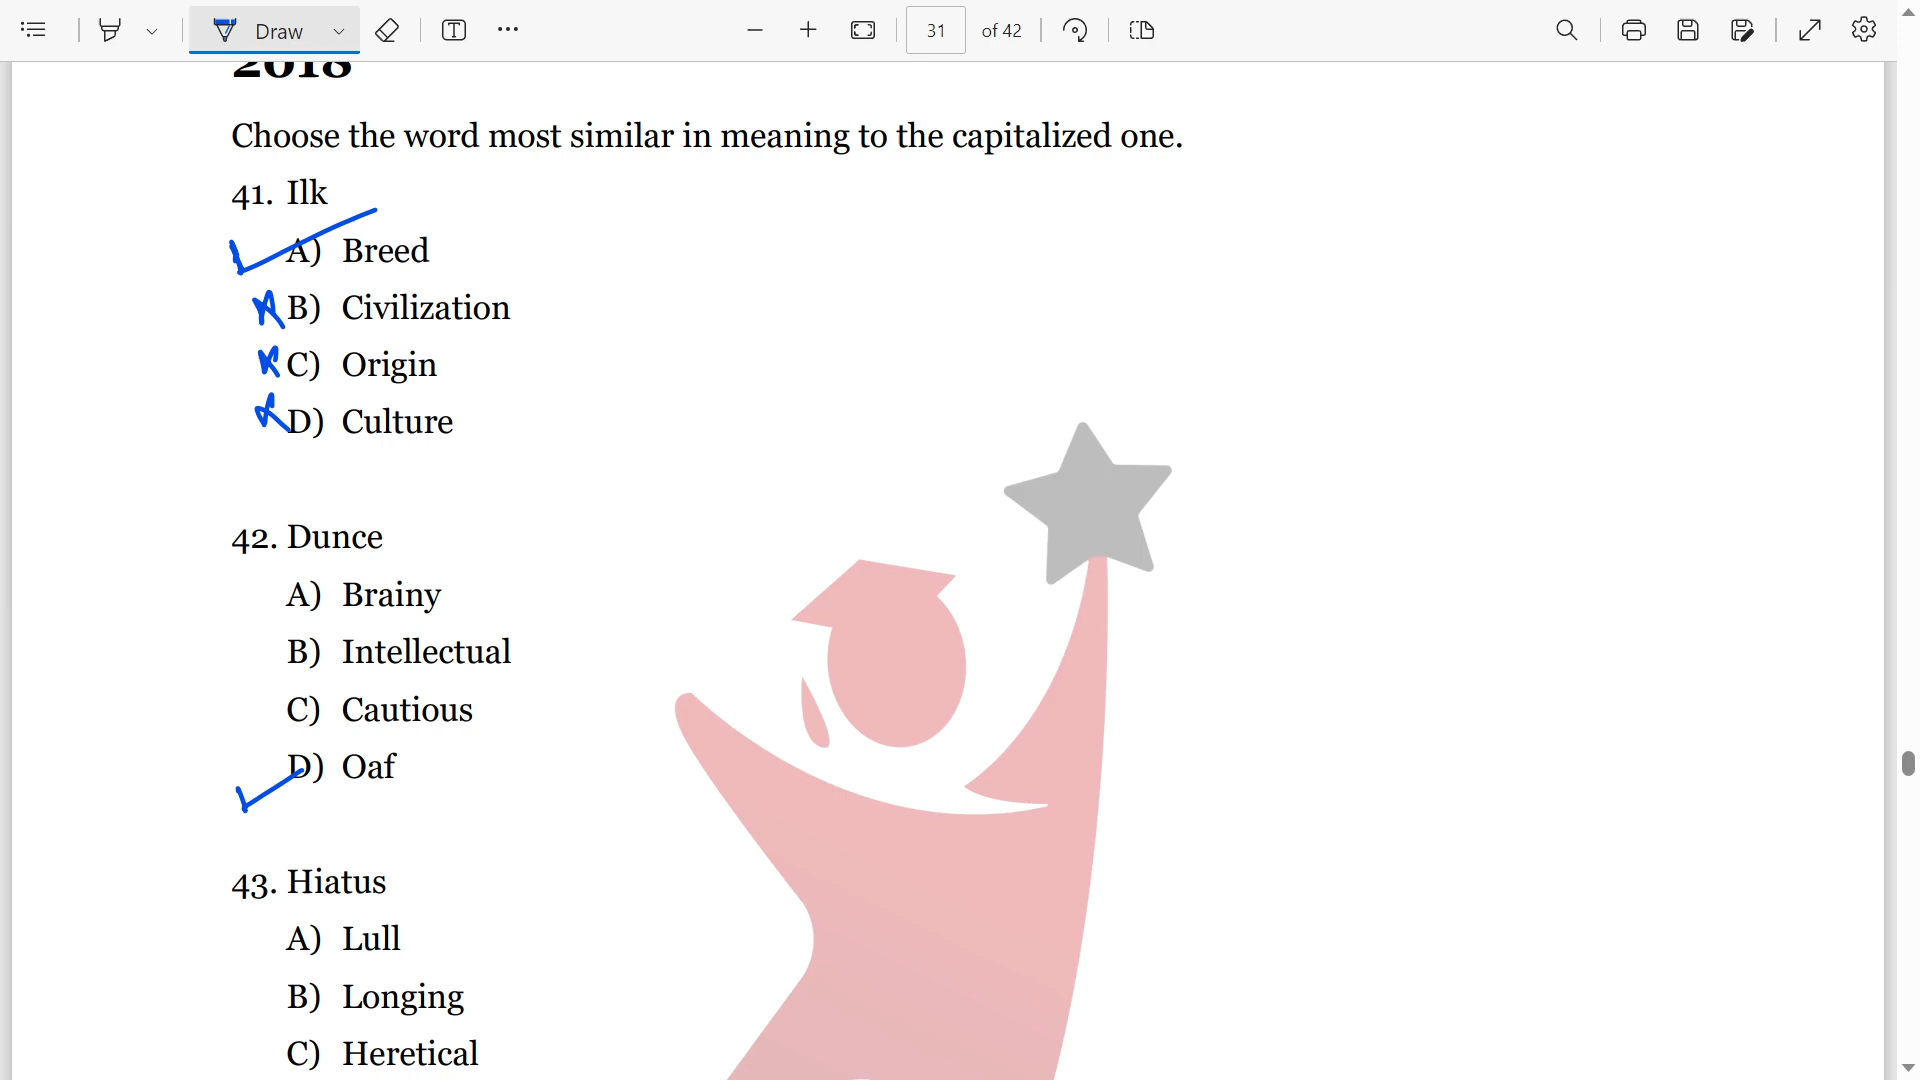 Draw
31 of 42
2018
Choose the word most similar in meaning to the capitalized one.
41. Ilk
A) Breed
B) Civilization
C) Origin
D) Culture
42. Dunce
A) Brainy
B) Intellectual
C) Cautious
D) Oaf
43. Hiatus
A) Lull
B) Longing
C) Heretical